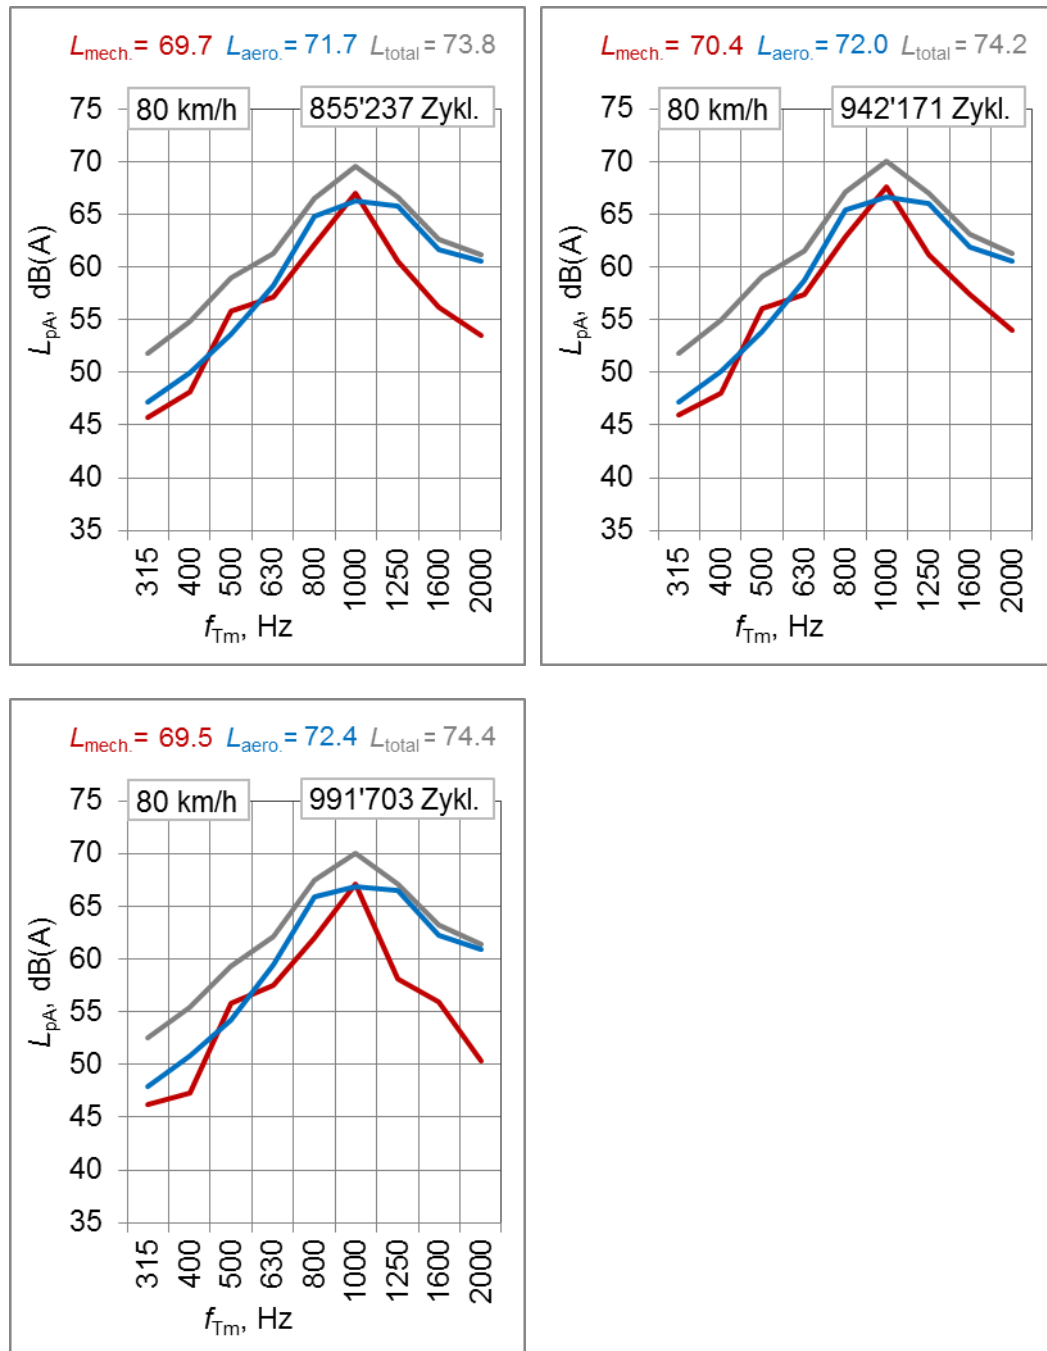 Lmech.= 69.7 Laero.= 71.7 Ltotal= 73.8
80 km/h 855'237 Zykl.
75
70
65
60
55
50
45
40
35
LpA, dB(A)
315 400 500 630 800 1000 1250 1600 2000
fTm, Hz
Lmech.= 70.4 Laero.= 72.0 Ltotal= 74.2
80 km/h 942'171 Zykl.
75
70
65
60
55
50
45
40
35
LpA, dB(A)
315 400 500 630 800 1000 1250 1600 2000
fTm, Hz
Lmech.= 69.5 Laero.= 72.4 Ltotal= 74.4
80 km/h 991'703 Zykl.
75
70
65
60
55
50
45
40
35
LpA, dB(A)
315 400 500 630 800 1000 1250 1600 2000
fTm, Hz